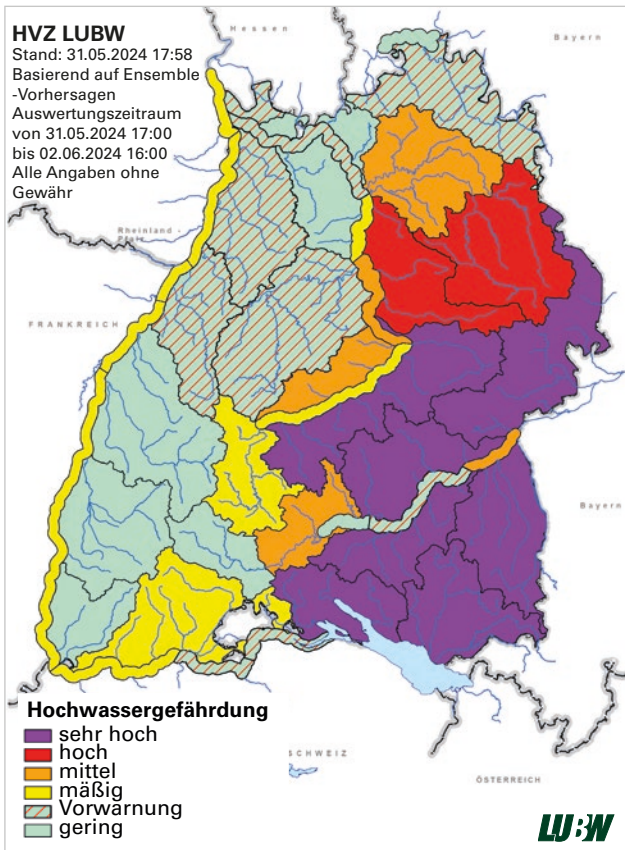 HVZ LUBW
Stand: 31.05.2024 17:58
Basierend auf Ensemble
-Vorhersagen
Auswertungszeitraum
von 31.05.2024 17:00
bis 02.06.2024 16:00
Alle Angaben ohne
Gewähr
Hessen
Bayern
Rheinland -
Pfalz
FRANKREICH
Bayern
Hochwassergefährdung
sehr hoch
hoch
mittel
mäßig
Vorwarnung
gering
SCHWEIZ
ÖSTERREICH
LUBW